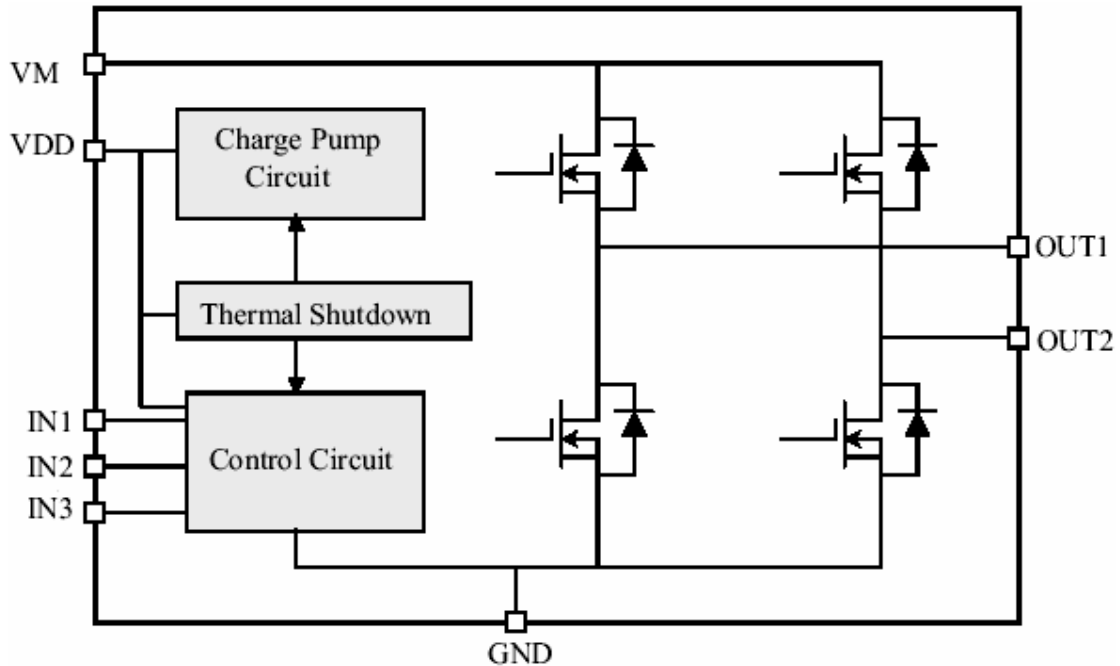 VM
VDD
Charge Pump
Circuit
Thermal Shutdown
IN1
IN2
IN3
Control Circuit
OUT1
OUT2
GND